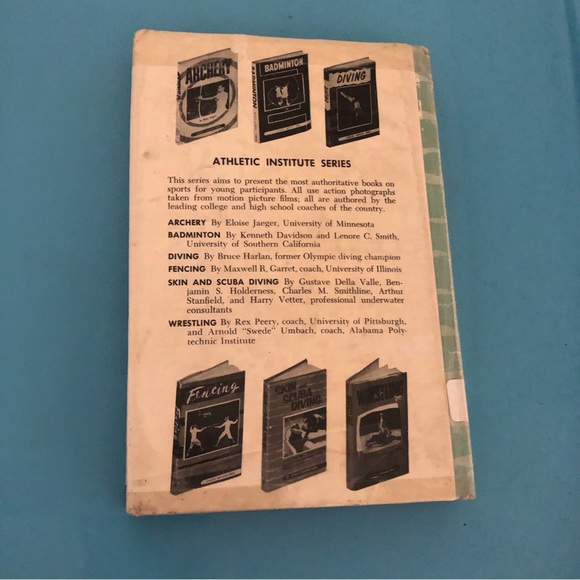 ARCHERY
BADMINTON
BADMINTON
DIVING
ATHLETIC INSTITUTE SERIES
This series aims to present the most authoritative books on
sports for young participants. All use action photographs
taken from motion picture films; all are authored by the
leading college and high school coaches of the country.
ARCHERY By Eloise Jaeger, University of Minnesota
BADMINTON By Kenneth Davidson and Lenore C. Smith,
University of Southern California
DIVING By Bruce Harlan, former Olympic diving champion
FENCING By Maxwell R. Garret, coach, University of Illinois
SKIN AND SCUBA DIVING By Gustave Della Valle, Ben-
jamin S. Holderness, Charles M. Smithline, Arthur
Stanfield, and Harry Vetter, professional underwater
consultants
WRESTLING By Rex Peery, coach, University of Pittsburgh,
and Arnold "Swede" Umbach, coach, Alabama Poly-
technic Institute
Fencing
SKIN
SCUBA
DIVING
WRESTLING